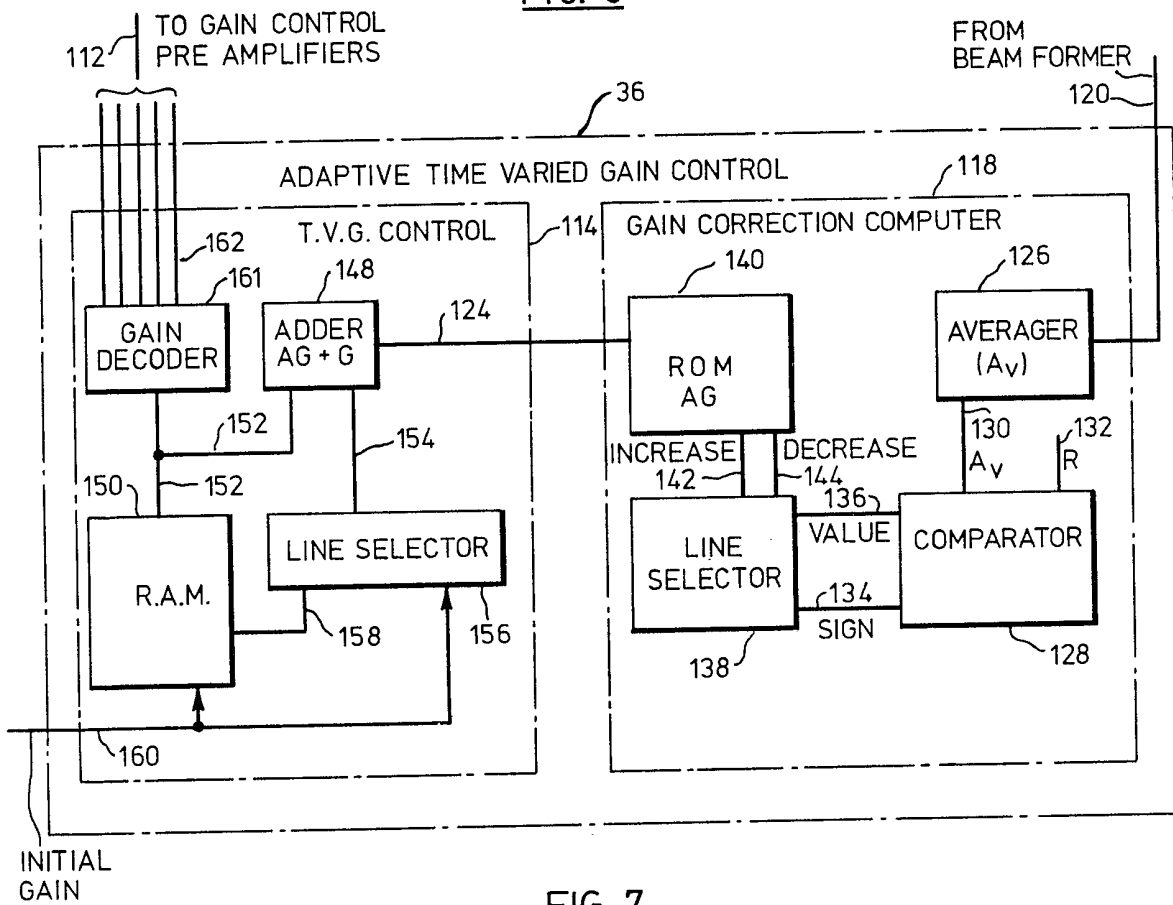 TO GAIN CONTROL
PRE AMPLIFIERS
112
FROM
BEAM FORMER
120
36
ADAPTIVE TIME VARIED GAIN CONTROL
118
T.V.G. CONTROL
114
GAIN CORRECTION COMPUTER
162
161
148
140
126
GAIN
DECODER
ADDER
AG + G
124
ROM
AG
AVERAGER
(AV)
152
154
INCREASE
DECREASE
142
144
130
AV
132
R
150
152
136
VALUE
LINE SELECTOR
LINE
SELECTOR
COMPARATOR
R.A.M.
158
156
134
SIGN
138
128
160
INITIAL
GAIN
FIG. 7